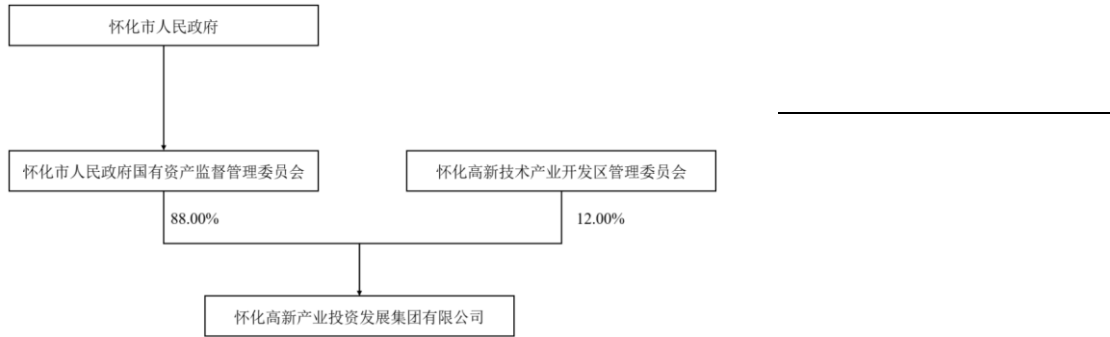 怀化市人民政府
怀化市人民政府国有资产监督管理委员会
怀化高新技术产业开发区管理委员会
88.00%
12.00%
怀化高新产业投资发展集团有限公司